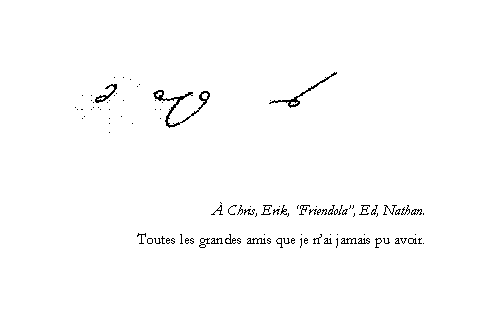 À Chris, Erik, "Friendola", Ed, Nathan.
Toutes les grandes amis que je n'ai jamais pu avoir.